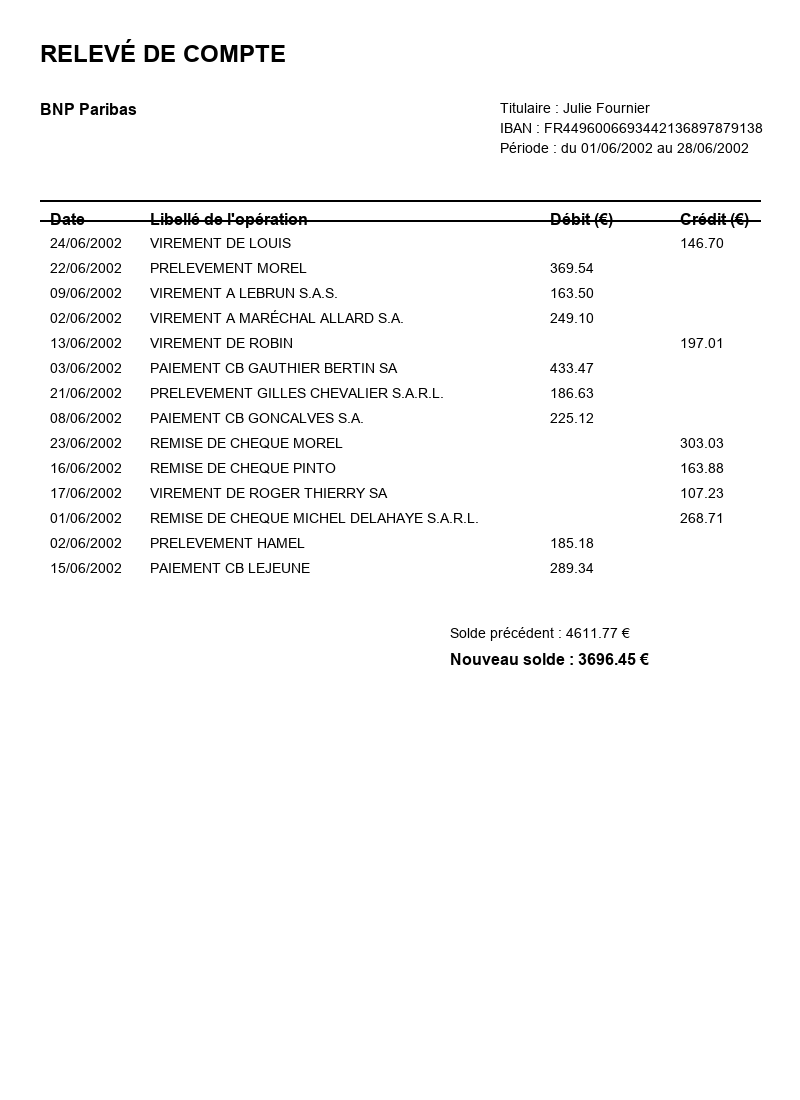 RELEVÉ DE COMPTE
BNP Paribas
Titulaire : Julie Fournier
IBAN : FR4496006693442136897879138
Période : du 01/06/2002 au 28/06/2002
Date Libellé de l'opération Débit (€) Crédit (€)
24/06/2002 VIREMENT DE LOUIS 146.70
22/06/2002 PRELEVEMENT MOREL 369.54
09/06/2002 VIREMENT A LEBRUN S.A.S. 163.50
02/06/2002 VIREMENT A MARÉCHAL ALLARD S.A. 249.10
13/06/2002 VIREMENT DE ROBIN 197.01
03/06/2002 PAIEMENT CB GAUTHIER BERTIN SA 433.47
21/06/2002 PRELEVEMENT GILLES CHEVALIER S.A.R.L. 186.63
08/06/2002 PAIEMENT CB GONCALVES S.A. 225.12
23/06/2002 REMISE DE CHEQUE MOREL 303.03
16/06/2002 REMISE DE CHEQUE PINTO 163.88
17/06/2002 VIREMENT DE ROGER THIERRY SA 107.23
01/06/2002 REMISE DE CHEQUE MICHEL DELAHAYE S.A.R.L. 268.71
02/06/2002 PRELEVEMENT HAMEL 185.18
15/06/2002 PAIEMENT CB LEJEUNE 289.34
Solde précédent : 4611.77 €
Nouveau solde : 3696.45 €